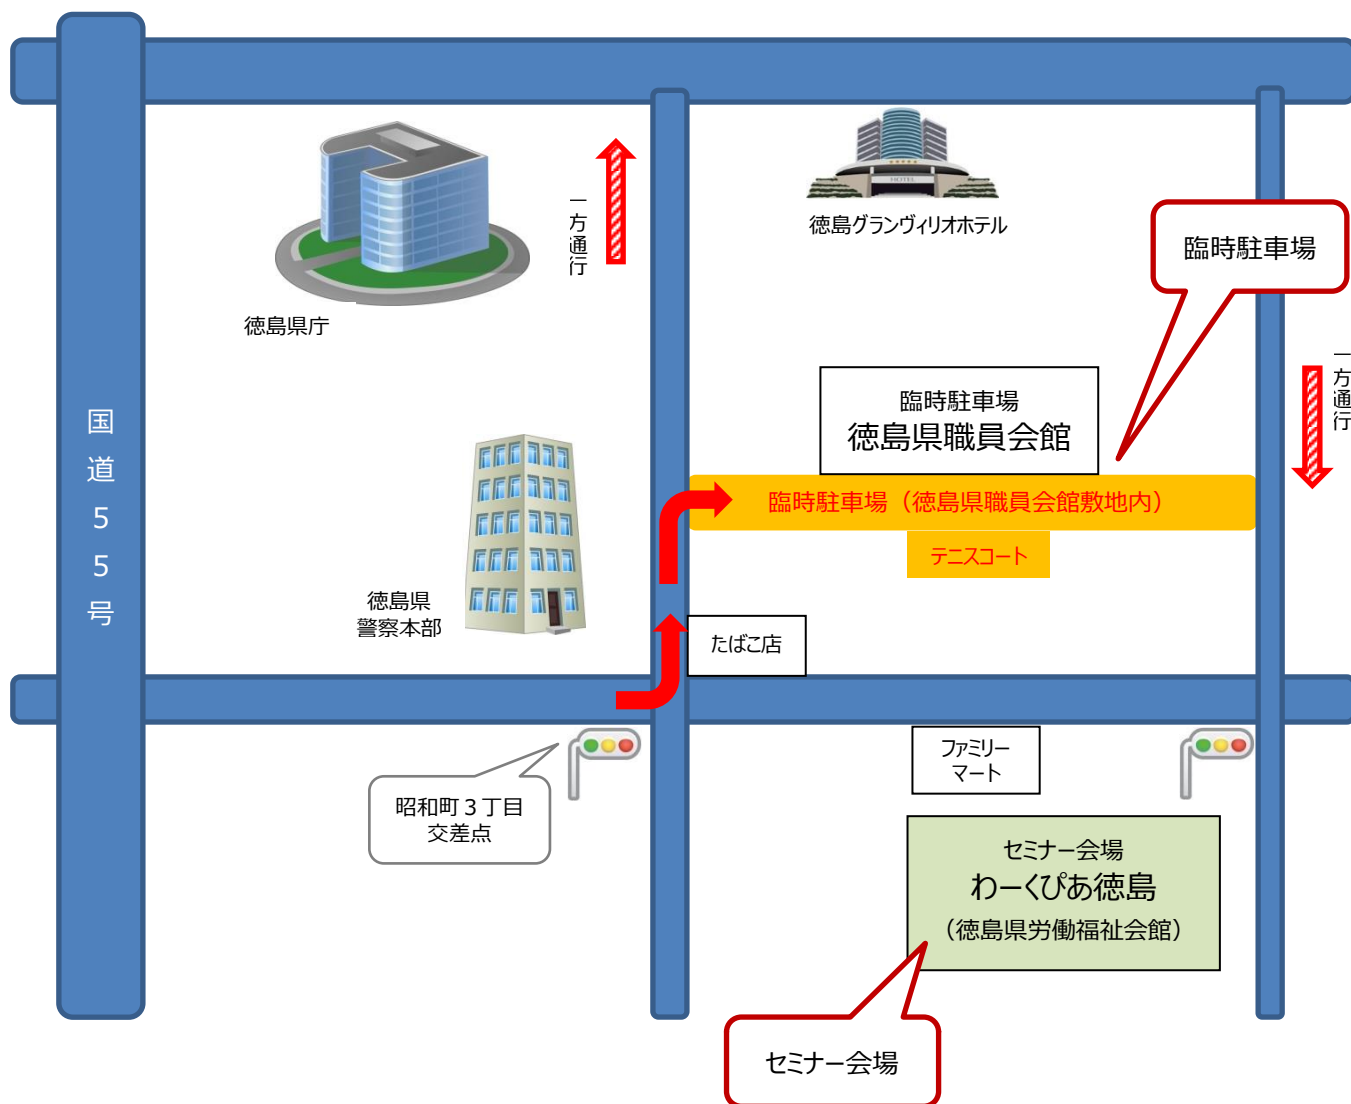 一方通行
HOTEL
徳島グランヴィリオホテル
臨時駐車場
徳島県庁
一方通行
国道５５号
臨時駐車場
徳島県職員会館
臨時駐車場（徳島県職員会館敷地内）
テニスコート
徳島県
警察本部
たばこ店
ファミリー
マート
昭和町３丁目
交差点
セミナー会場
わーくぴあ徳島
（徳島県労働福祉会館）
セミナー会場